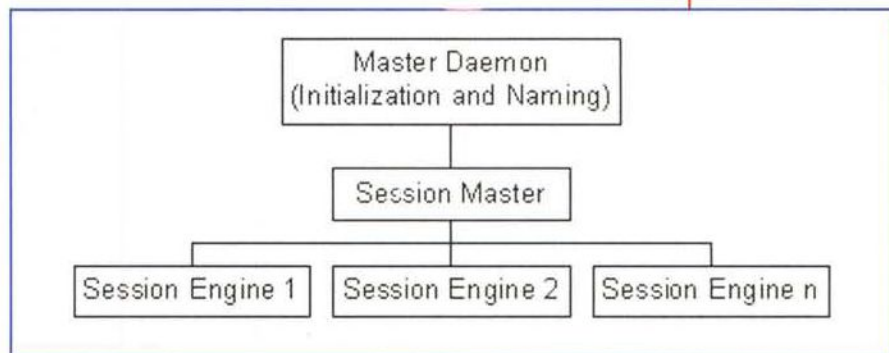 Master Daemon
(Initialization and Naming)
Session Master
Session Engine 1
Session Engine 2
Session Engine n